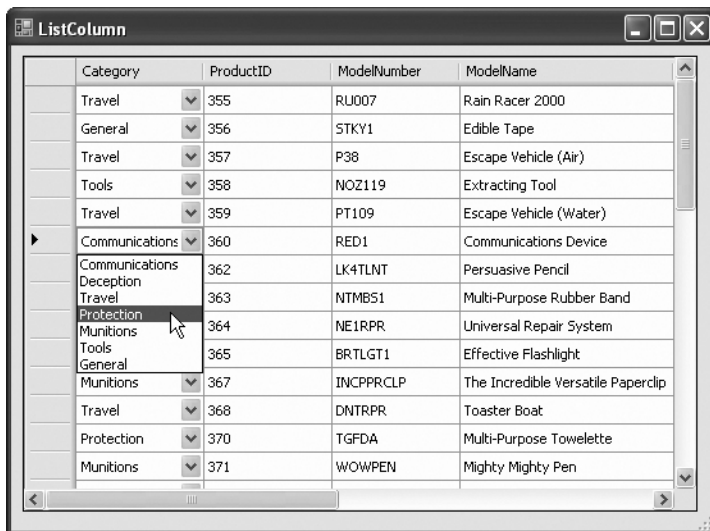 ListColumn
Category ProductID ModelNumber ModelName
Travel 355 RU007 Rain Racer 2000
General 356 STKY1 Edible Tape
Travel 357 P38 Escape Vehicle (Air)
Tools 358 NOZ119 Extracting Tool
Travel 359 PT109 Escape Vehicle (Water)
Communications 360 RED1 Communications Device
Communications
Deception
Travel
Protection
Munitions
Tools
General
362 LK4TLNT Persuasive Pencil
363 NTMBS1 Multi-Purpose Rubber Band
364 NE1RPR Universal Repair System
365 BRTLGT1 Effective Flashlight
Munitions 367 INCPPRCLP The Incredible Versatile Paperclip
Travel 368 DNTRPR Toaster Boat
Protection 370 TGFDA Multi-Purpose Towelette
Munitions 371 WOWPEN Mighty Mighty Pen